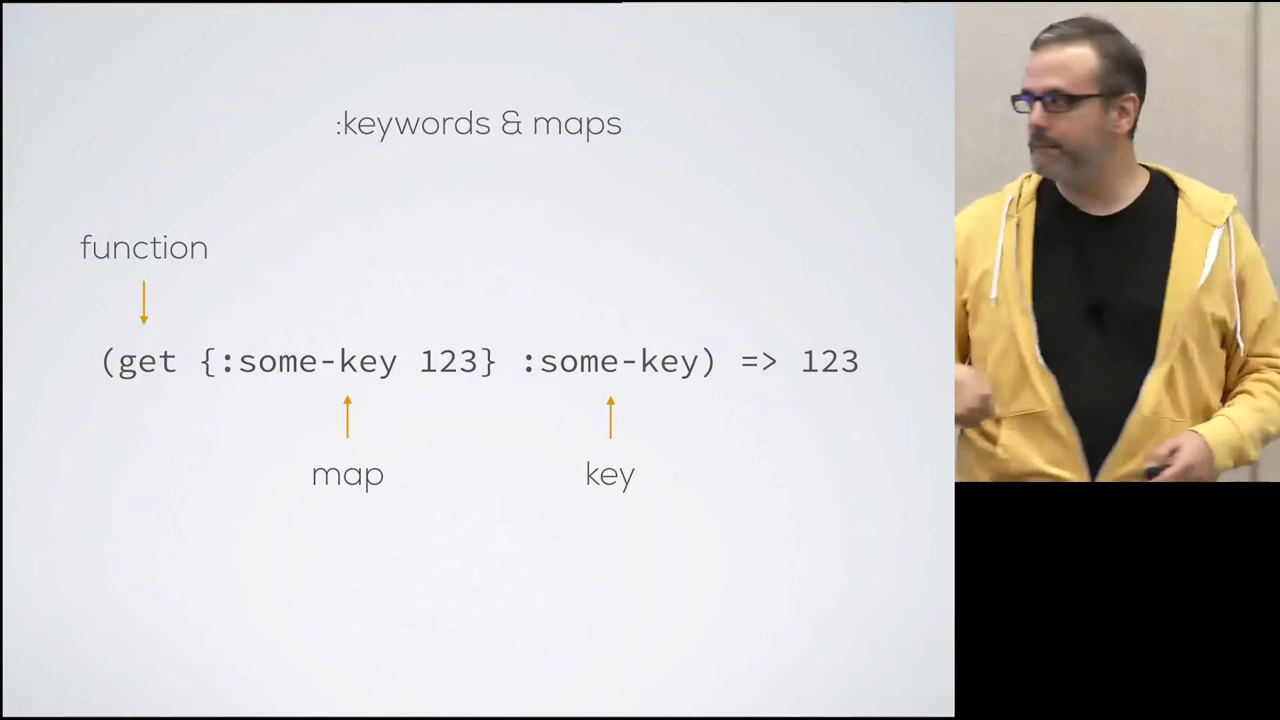 :keywords & maps
function
(get {:some-key 123} :some-key) => 123
map key